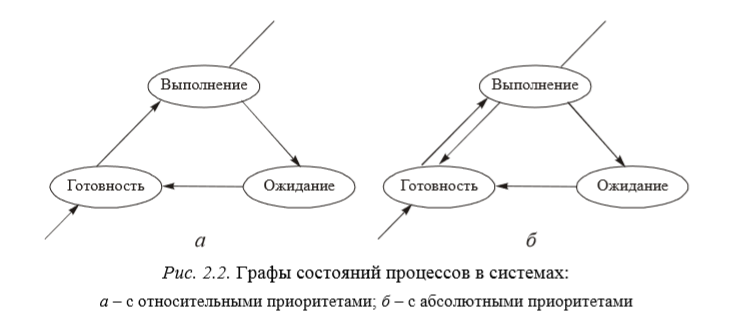 Выполнение
Выполнение
Готовность
Ожидание
Готовность
Ожидание
а
б
Рис. 2.2. Графы состояний процессов в системах:
а – с относительными приоритетами; б – с абсолютными приоритетами